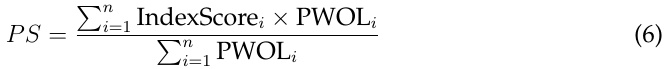 $PS = \frac{\sum_{i=1}^{n} \text{IndexScore}_i \times \text{PWOL}_i}{\sum_{i=1}^{n} \text{PWOL}_i}$ (6)